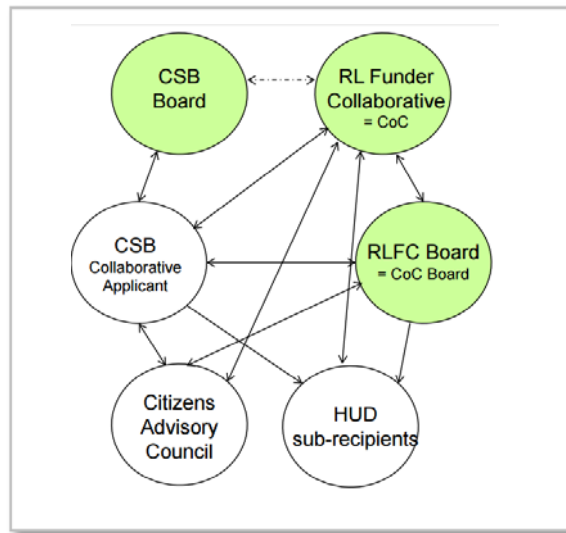 CSB
Board
RL Funder
Collaborative
= CoC
CSB
Collaborative
Applicant
RLFC Board
= CoC Board
Citizens
Advisory
Council
HUD
sub-recipients